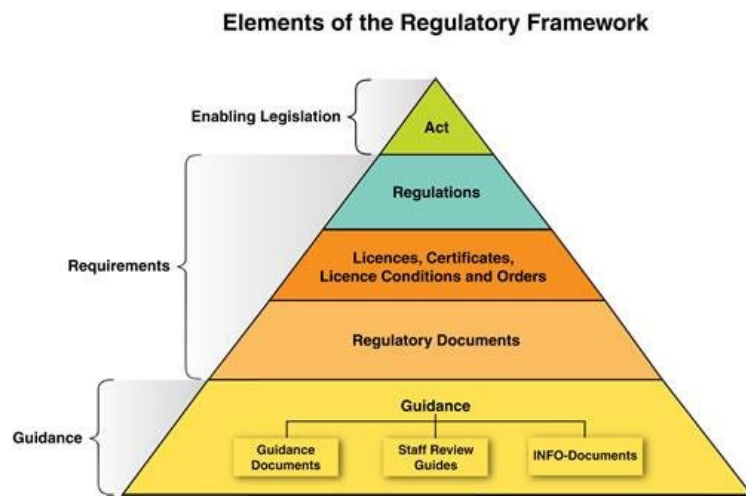 Elements of the Regulatory Framework
Enabling Legislation
Act
Regulations
Requirements
Licences, Certificates,
Licence Conditions and Orders
Regulatory Documents
Guidance
Guidance
Guidance
Documents
Staff Review
Guides
INFO-Documents